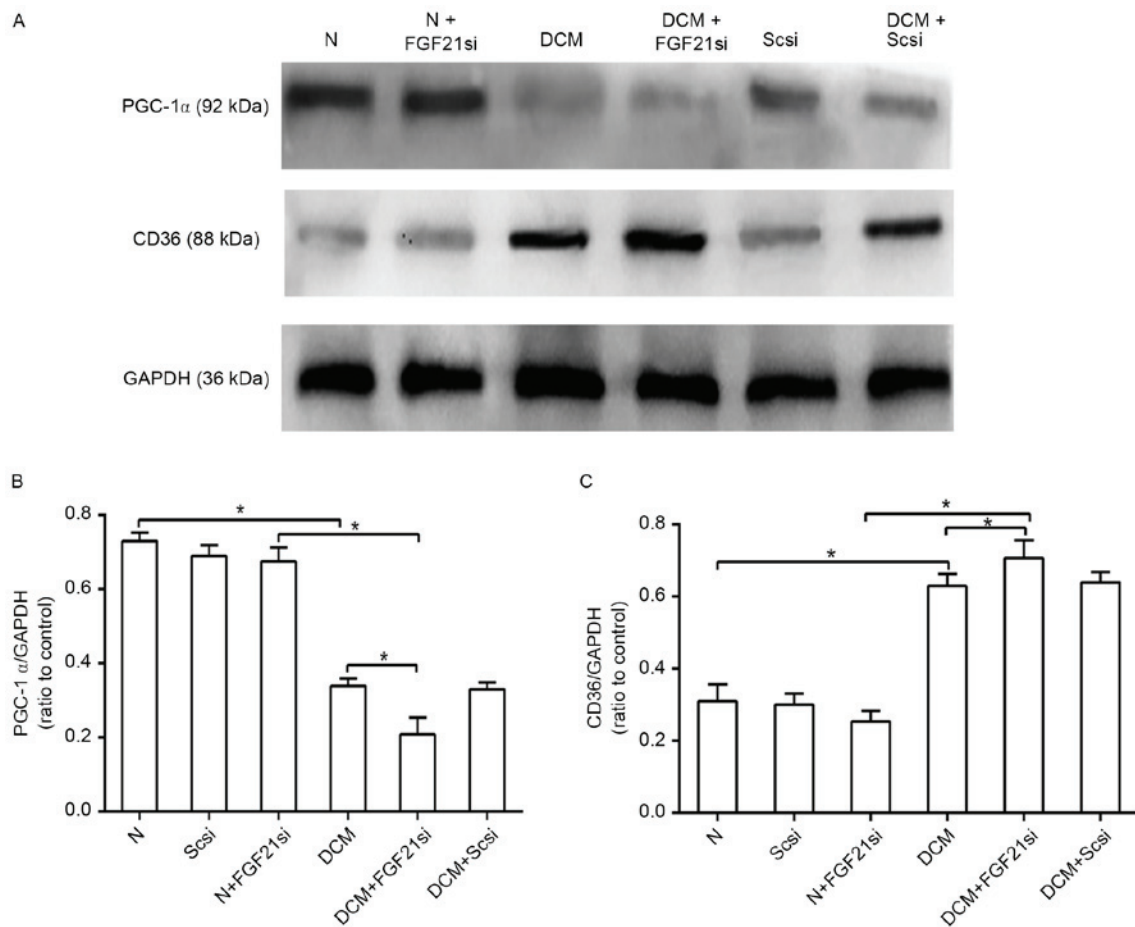 A
N
N +
FGF21si
DCM
DCM +
FGF21si
Scsi
DCM +
Scsi
PGC-1α (92 kDa)
CD36 (88 kDa)
GAPDH (36 kDa)
B
PGC-1 α/GAPDH
(ratio to control)
0.8
0.6
0.4
0.2
0.0
*
*
*
N
Scsi
N+FGF21si
DCM
DCM+FGF21si
DCM+Scsi
C
CD36/GAPDH
(ratio to control)
0.8
0.6
0.4
0.2
0.0
*
*
*
N
Scsi
N+FGF21si
DCM
DCM+FGF21si
DCM+Scsi